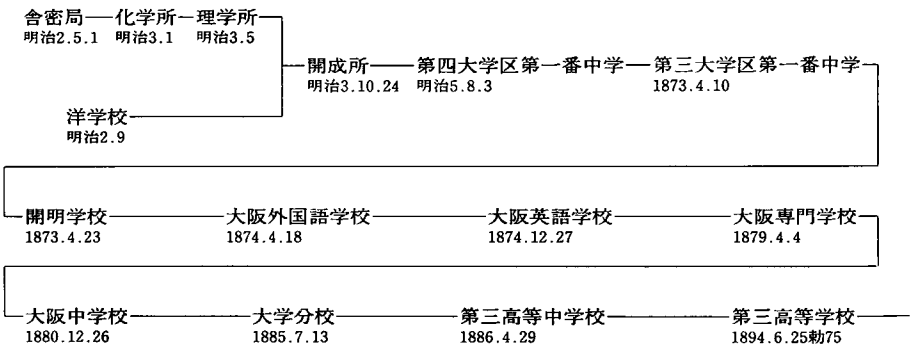 舎密局 化学所 理学所
明治2.5.1 明治3.1 明治3.5
開成所 第四大学区第一番中学 第三大学区第一番中学
明治3.10.24 明治5.8.3 1873.4.10
洋学校
明治2.9
開明学校 大阪外国語学校 大阪英語学校 大阪専門学校
1873.4.23 1874.4.18 1874.12.27 1879.4.4
大阪中学校 大学分校 第三高等中学校 第三高等学校
1880.12.26 1885.7.13 1886.4.29 1894.6.25勅75